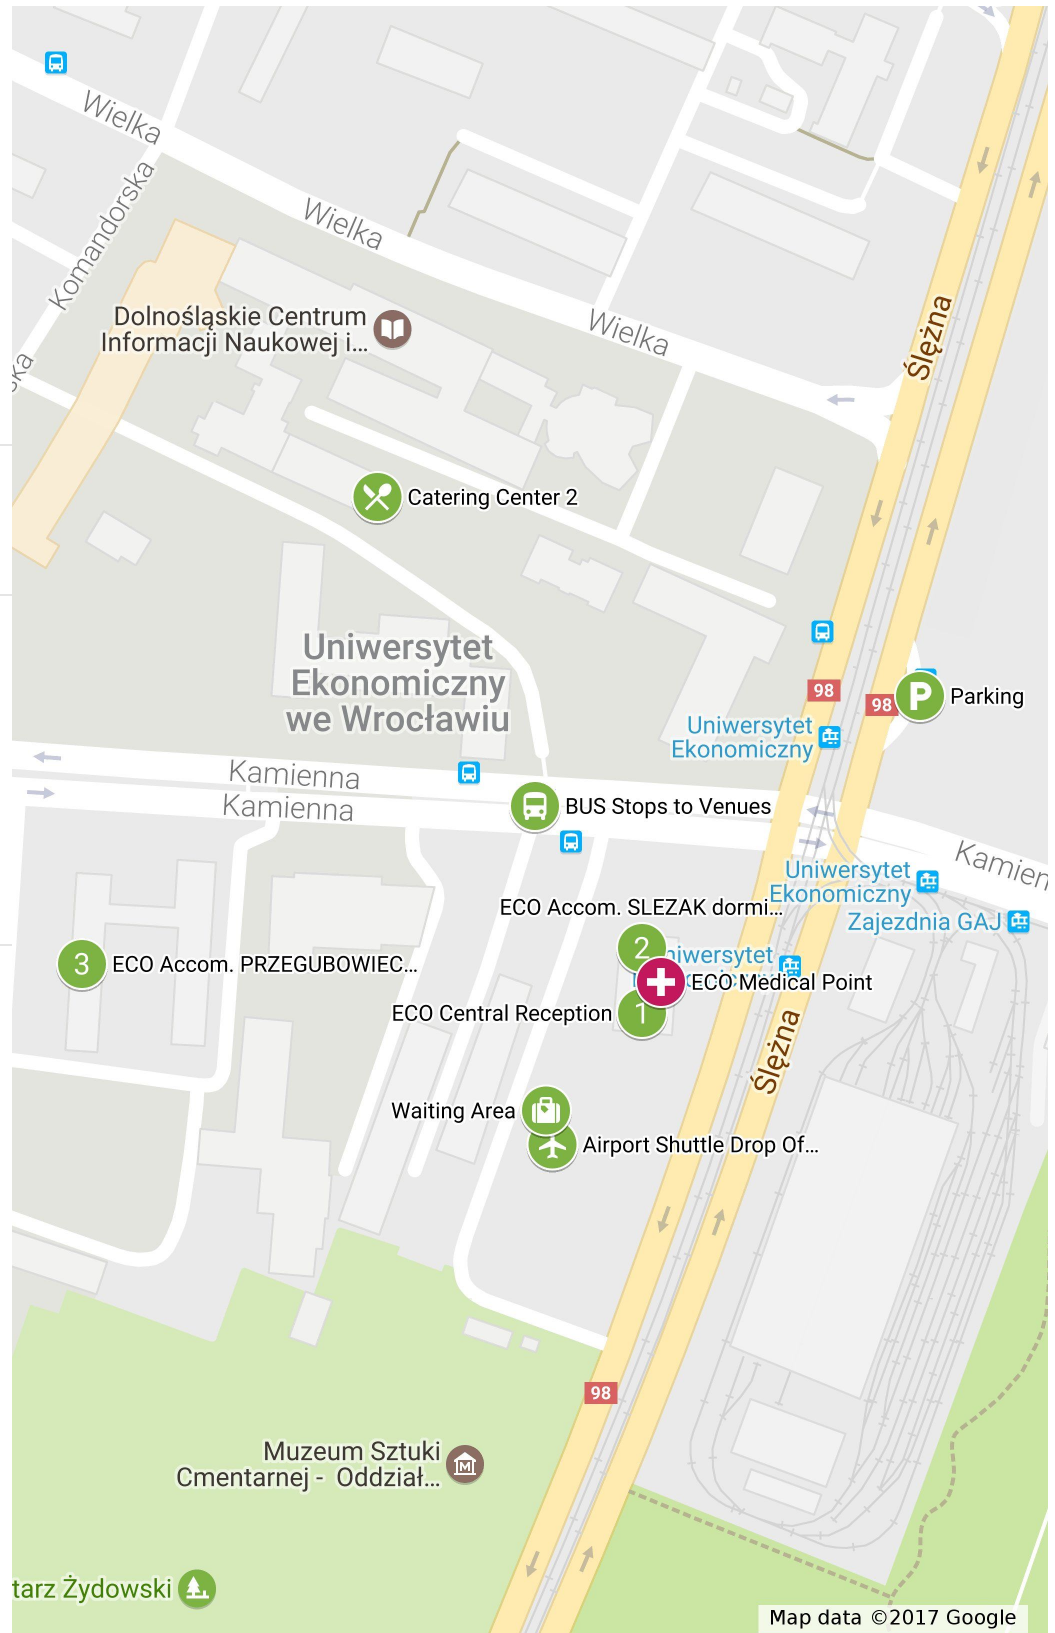 Wielka
Komandorska
Wielka
Dolnośląskie Centrum
Informacji Naukowej i...
Wielka
Ślężna
ska
Catering Center 2
Uniwersytet
Ekonomiczny
we Wrocławiu
98
98
P
Parking
Uniwersytet
Ekonomiczny
Kamienna
Kamienna
BUS Stops to Venues
Kamien
Uniwersytet
Ekonomiczny
Zajezdnia GAJ
ECO Accom. SLEZAK dormi...
2
niwersytet
3
ECO Accom. PRZEGUBOWIEC...
ECO Medical Point
ECO Central Reception
1
Ślężna
Waiting Area
Airport Shuttle Drop Of...
98
Muzeum Sztuki
Cmentarnej - Oddział...
M
tarz Żydowski
Map data ©2017 Google